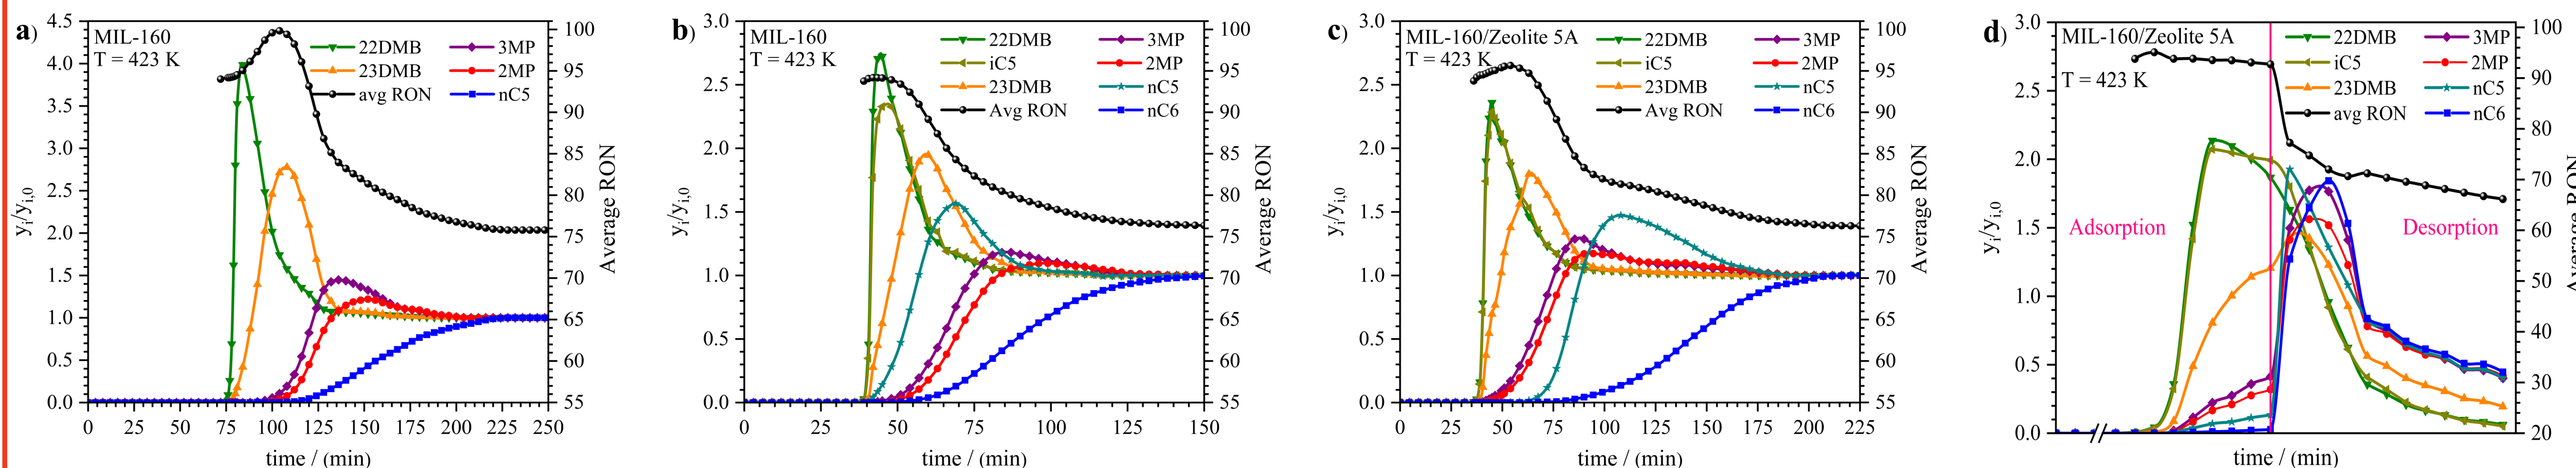 a)
MIL-160
T = 423 K
22DMB
3MP
23DMB
2MP
avg RON
nC5
4.5
4.0
3.5
3.0
2.5
2.0
1.5
1.0
0.5
0.0
yi/yi,0
100
95
90
85
80
75
70
65
60
55
Average RON
0 25 50 75 100 125 150 175 200 225 250
time / (min)
b)
MIL-160
T = 423 K
22DMB
3MP
iC5
2MP
23DMB
nC5
Avg RON
nC6
3.0
2.5
2.0
1.5
1.0
0.5
0.0
yi/yi,0
100
95
90
85
80
75
70
65
60
55
Average RON
0 25 50 75 100 125 150
time / (min)
c)
MIL-160/Zeolite 5A
T = 423 K
22DMB
3MP
iC5
2MP
23DMB
nC5
Avg RON
nC6
3.0
2.5
2.0
1.5
1.0
0.5
0.0
yi/yi,0
100
95
90
85
80
75
70
65
60
55
Average RON
0 25 50 75 100 125 150 175 200 225
time / (min)
d)
MIL-160/Zeolite 5A
T = 423 K
22DMB
3MP
iC5
2MP
23DMB
nC5
avg RON
nC6
Adsorption
Desorption
3.0
2.5
2.0
1.5
1.0
0.5
0.0
yi/yi,0
100
90
80
70
60
50
40
30
20
Average RON
time / (min)